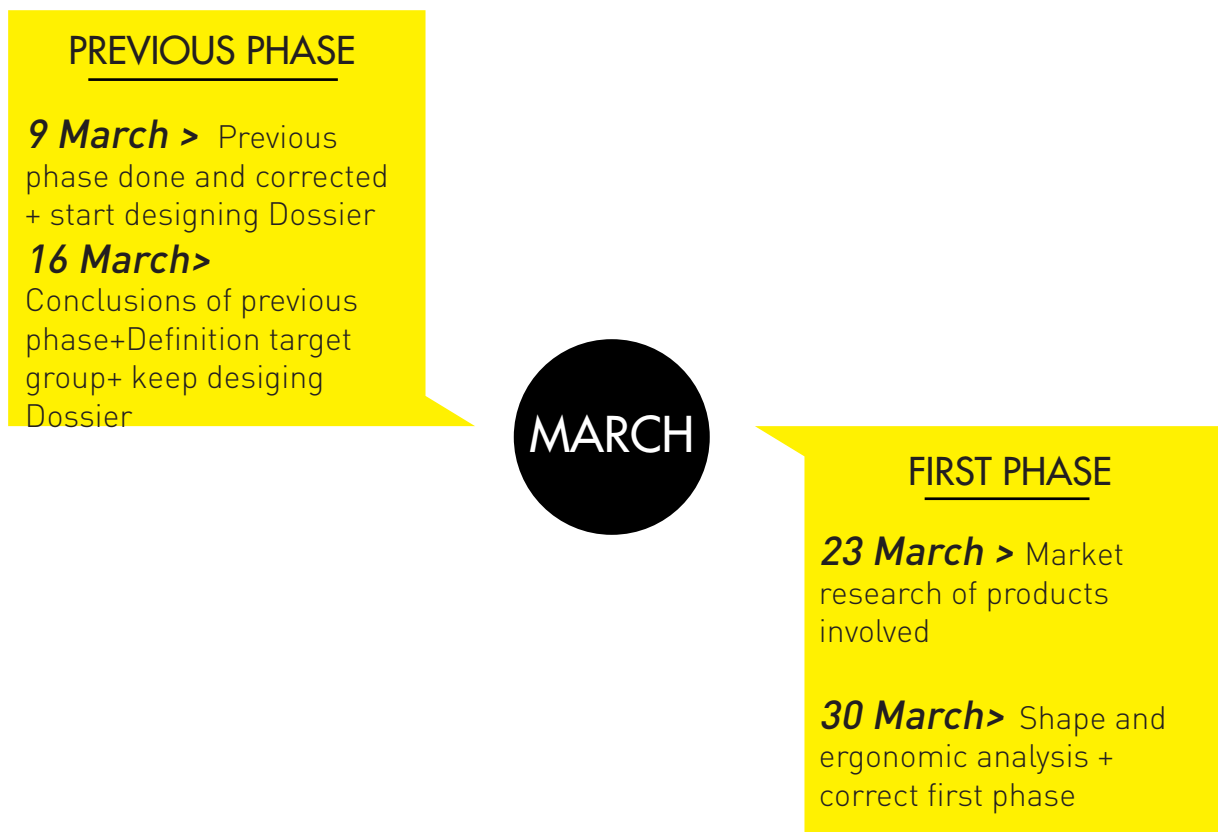 PREVIOUS PHASE
9 March > Previous
phase done and corrected
+ start designing Dossier
16 March>
Conclusions of previous
phase+Definition target
group+ keep desiging
Dossier
MARCH
FIRST PHASE
23 March > Market
research of products
involved
30 March> Shape and
ergonomic analysis +
correct first phase